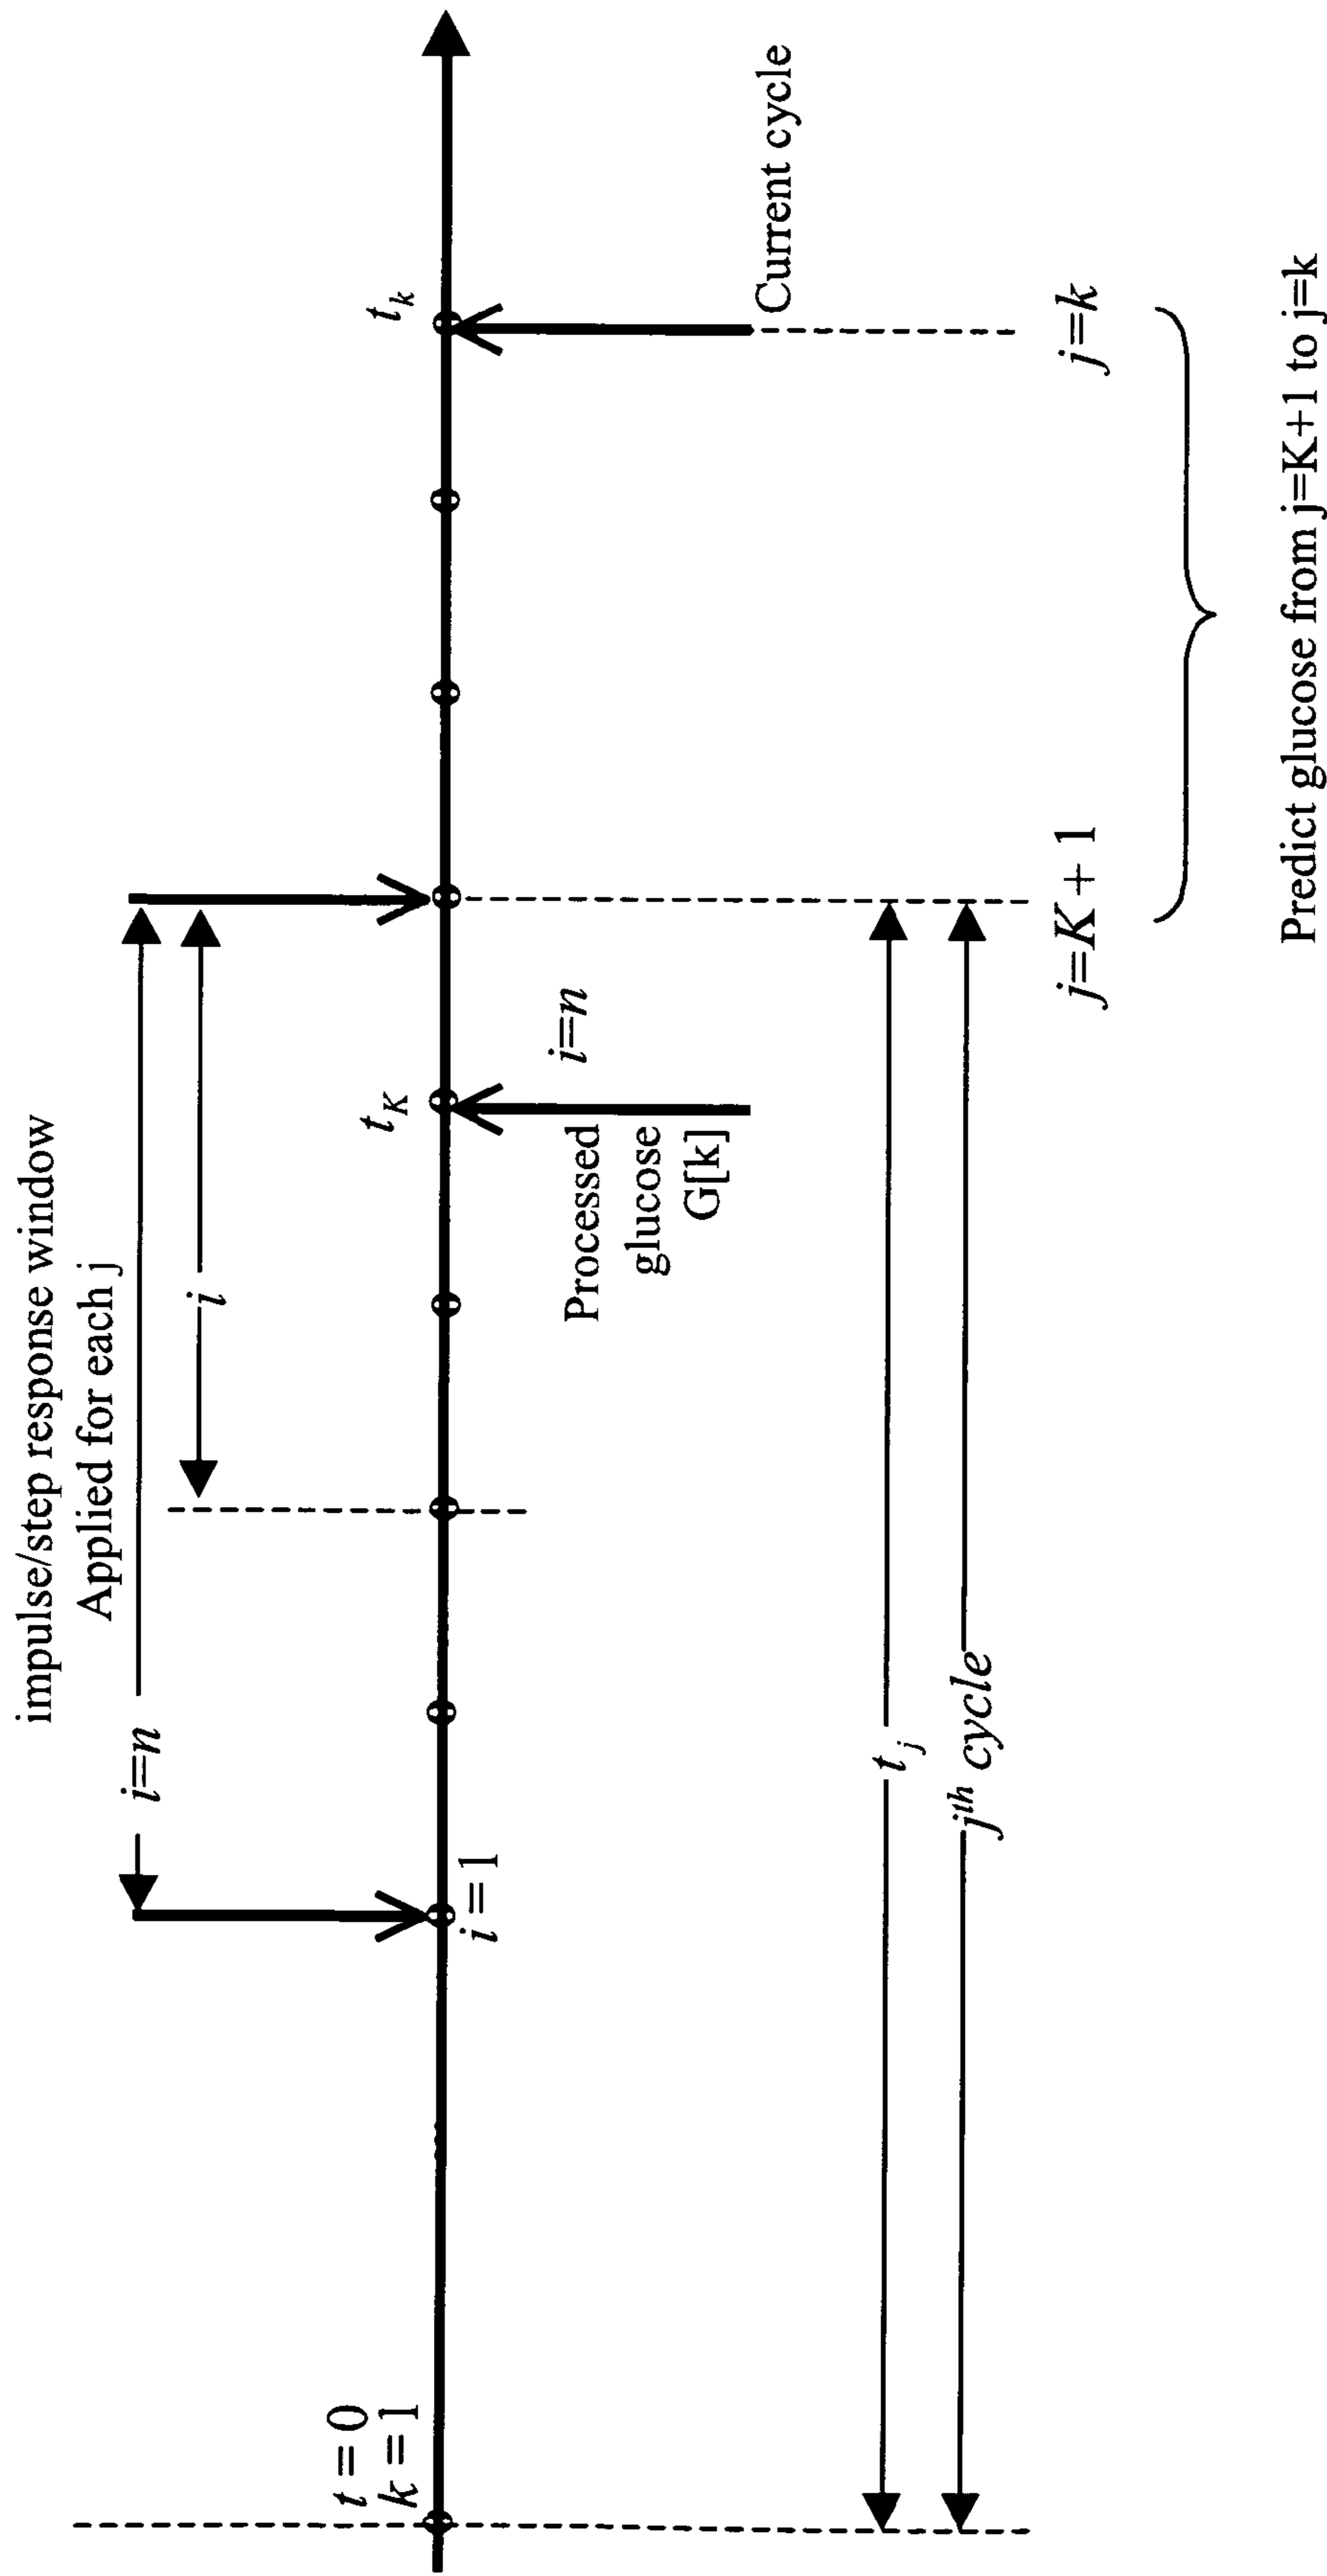 impulse/step response window
Applied for each j
i=n
i
t = 0
k = 1
i = 1
t_K
t_k
Processed
glucose
G[k]
i=n
Current cycle
t_j
j^th cycle
j=K + 1
j=k
Predict glucose from j=K+1 to j=k